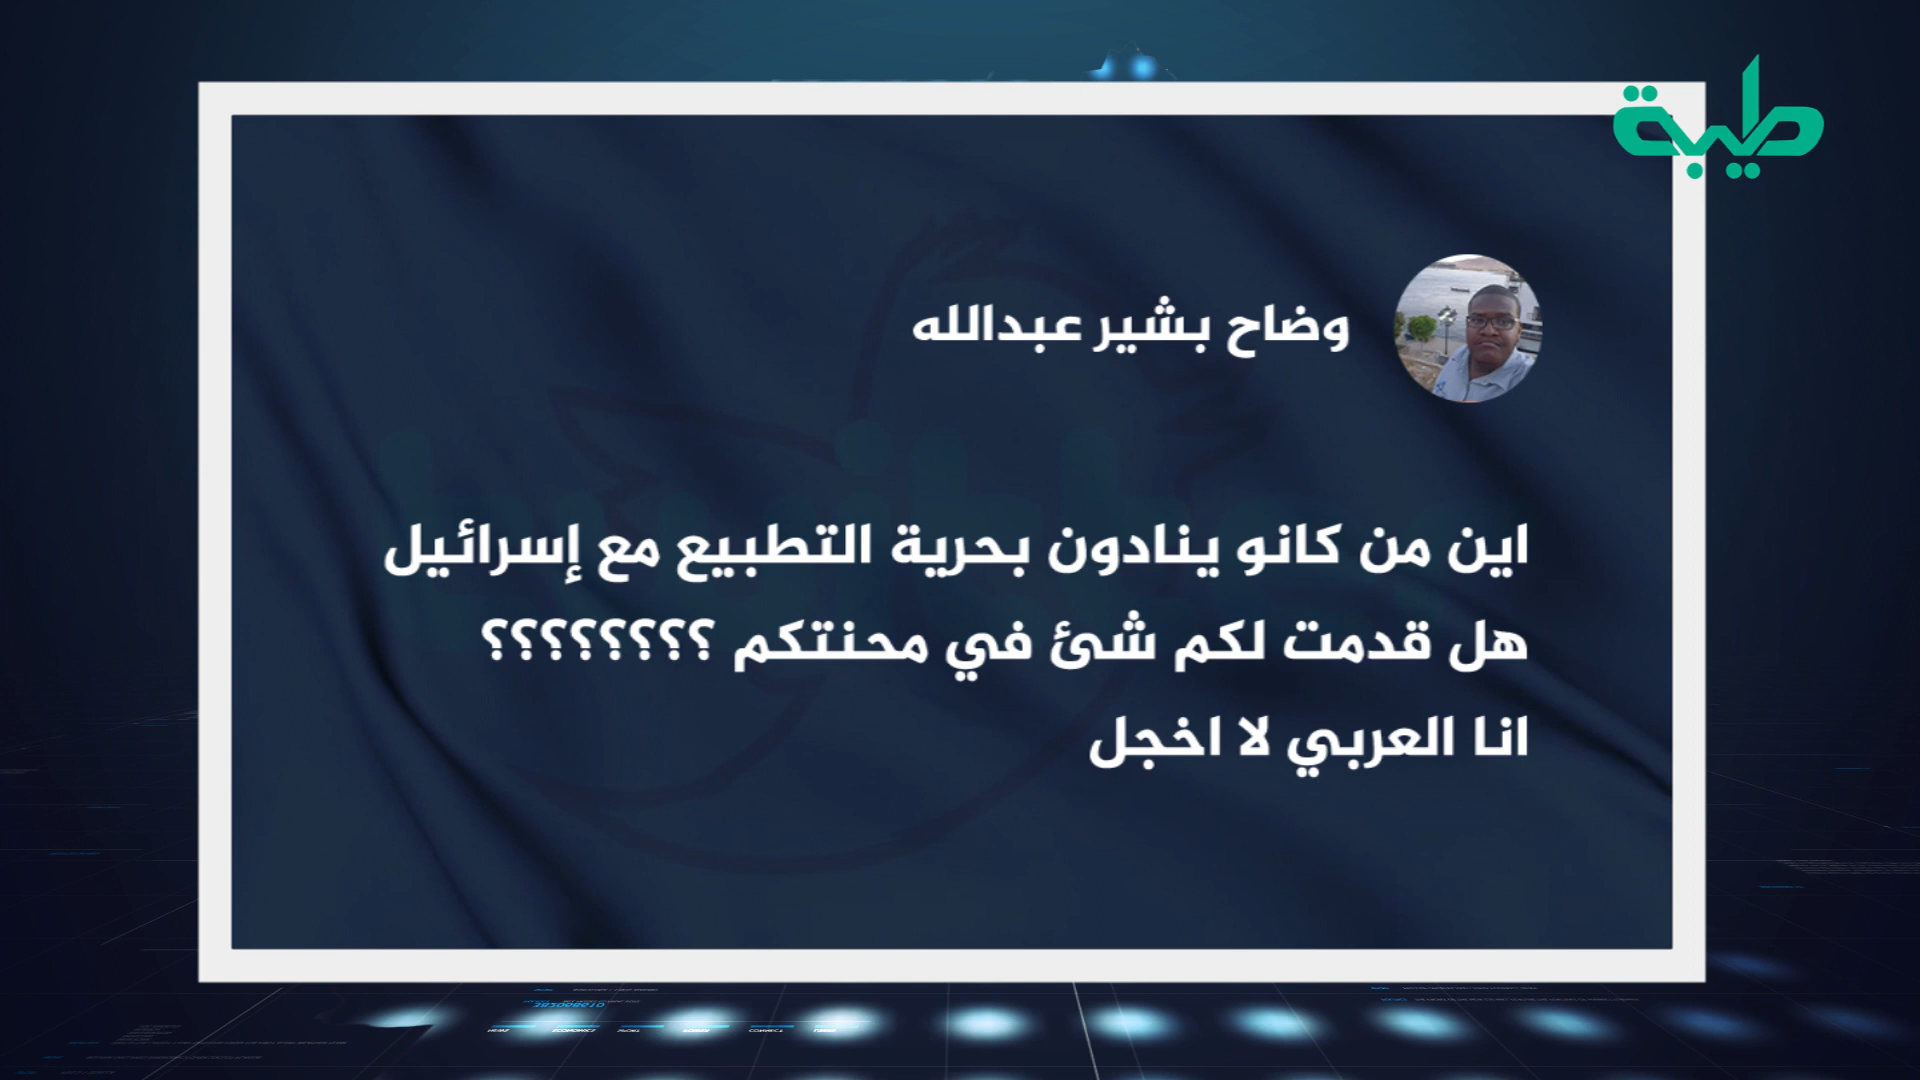 طيبة
وضاح بشير عبدالله
اين من كانو ينادون بحرية التطبيع مع إسرائيل
هل قدمت لكم شئ في محنتكم ؟؟؟؟؟؟؟؟
انا العربي لا اخجل